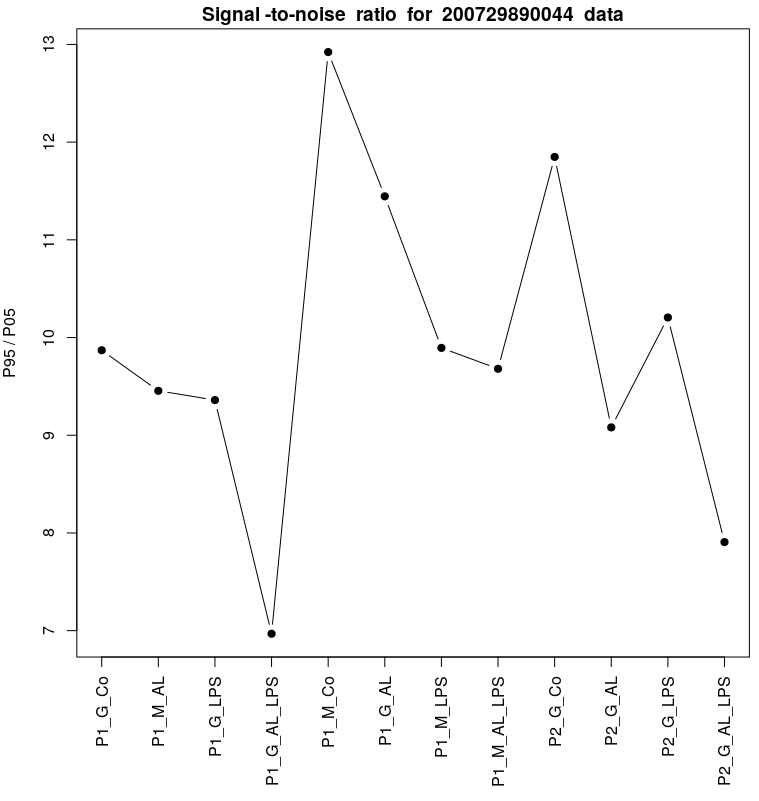 Signal -to-noise ratio for 200729890044 data
13
12
11
10
9
8
7
P95 / P05
P1_G_Co
P1_M_AL
P1_G_LPS
P1_G_AL_LPS
P1_M_Co
P1_G_AL
P1_M_LPS
P1_M_AL_LPS
P2_G_Co
P2_G_AL
P2_G_LPS
P2_G_AL_LPS